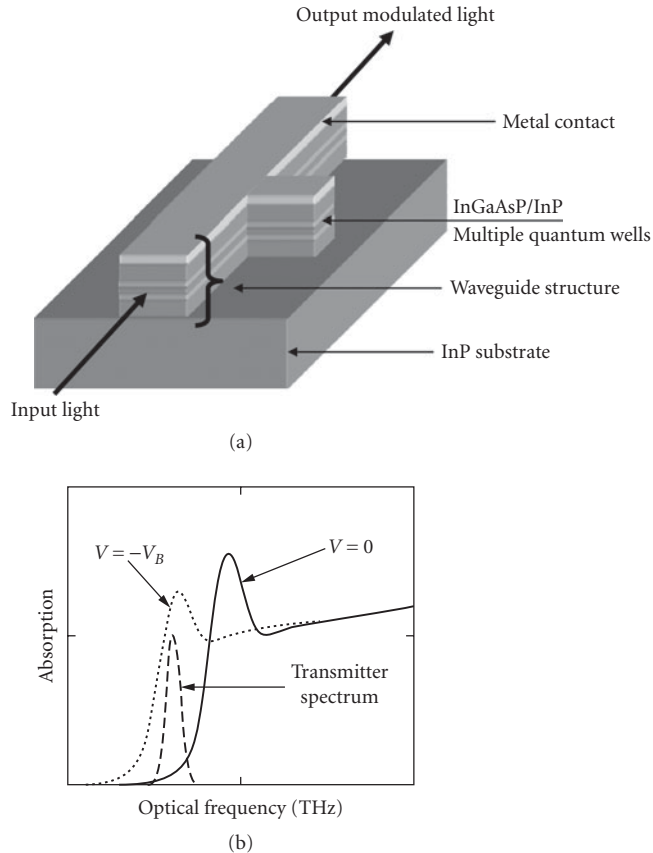 Output modulated light
Metal contact
InGaAsP/InP
Multiple quantum wells
Waveguide structure
InP substrate
Input light
(a)
V = −V_B
V = 0
Absorption
Transmitter
spectrum
Optical frequency (THz)
(b)